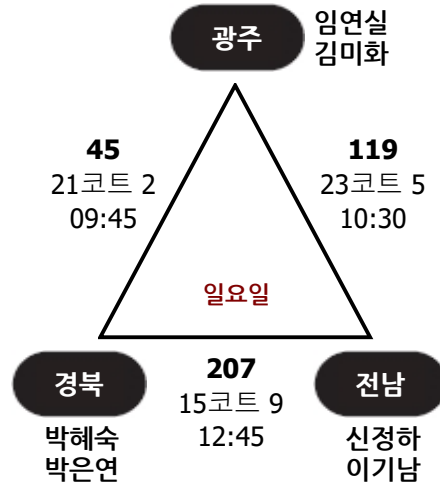 광주
임연실
김미화
45
21코트 2
09:45
119
23코트 5
10:30
일요일
경북
207
15코트 9
12:45
전남
박혜숙
박은연
신정하
이기남